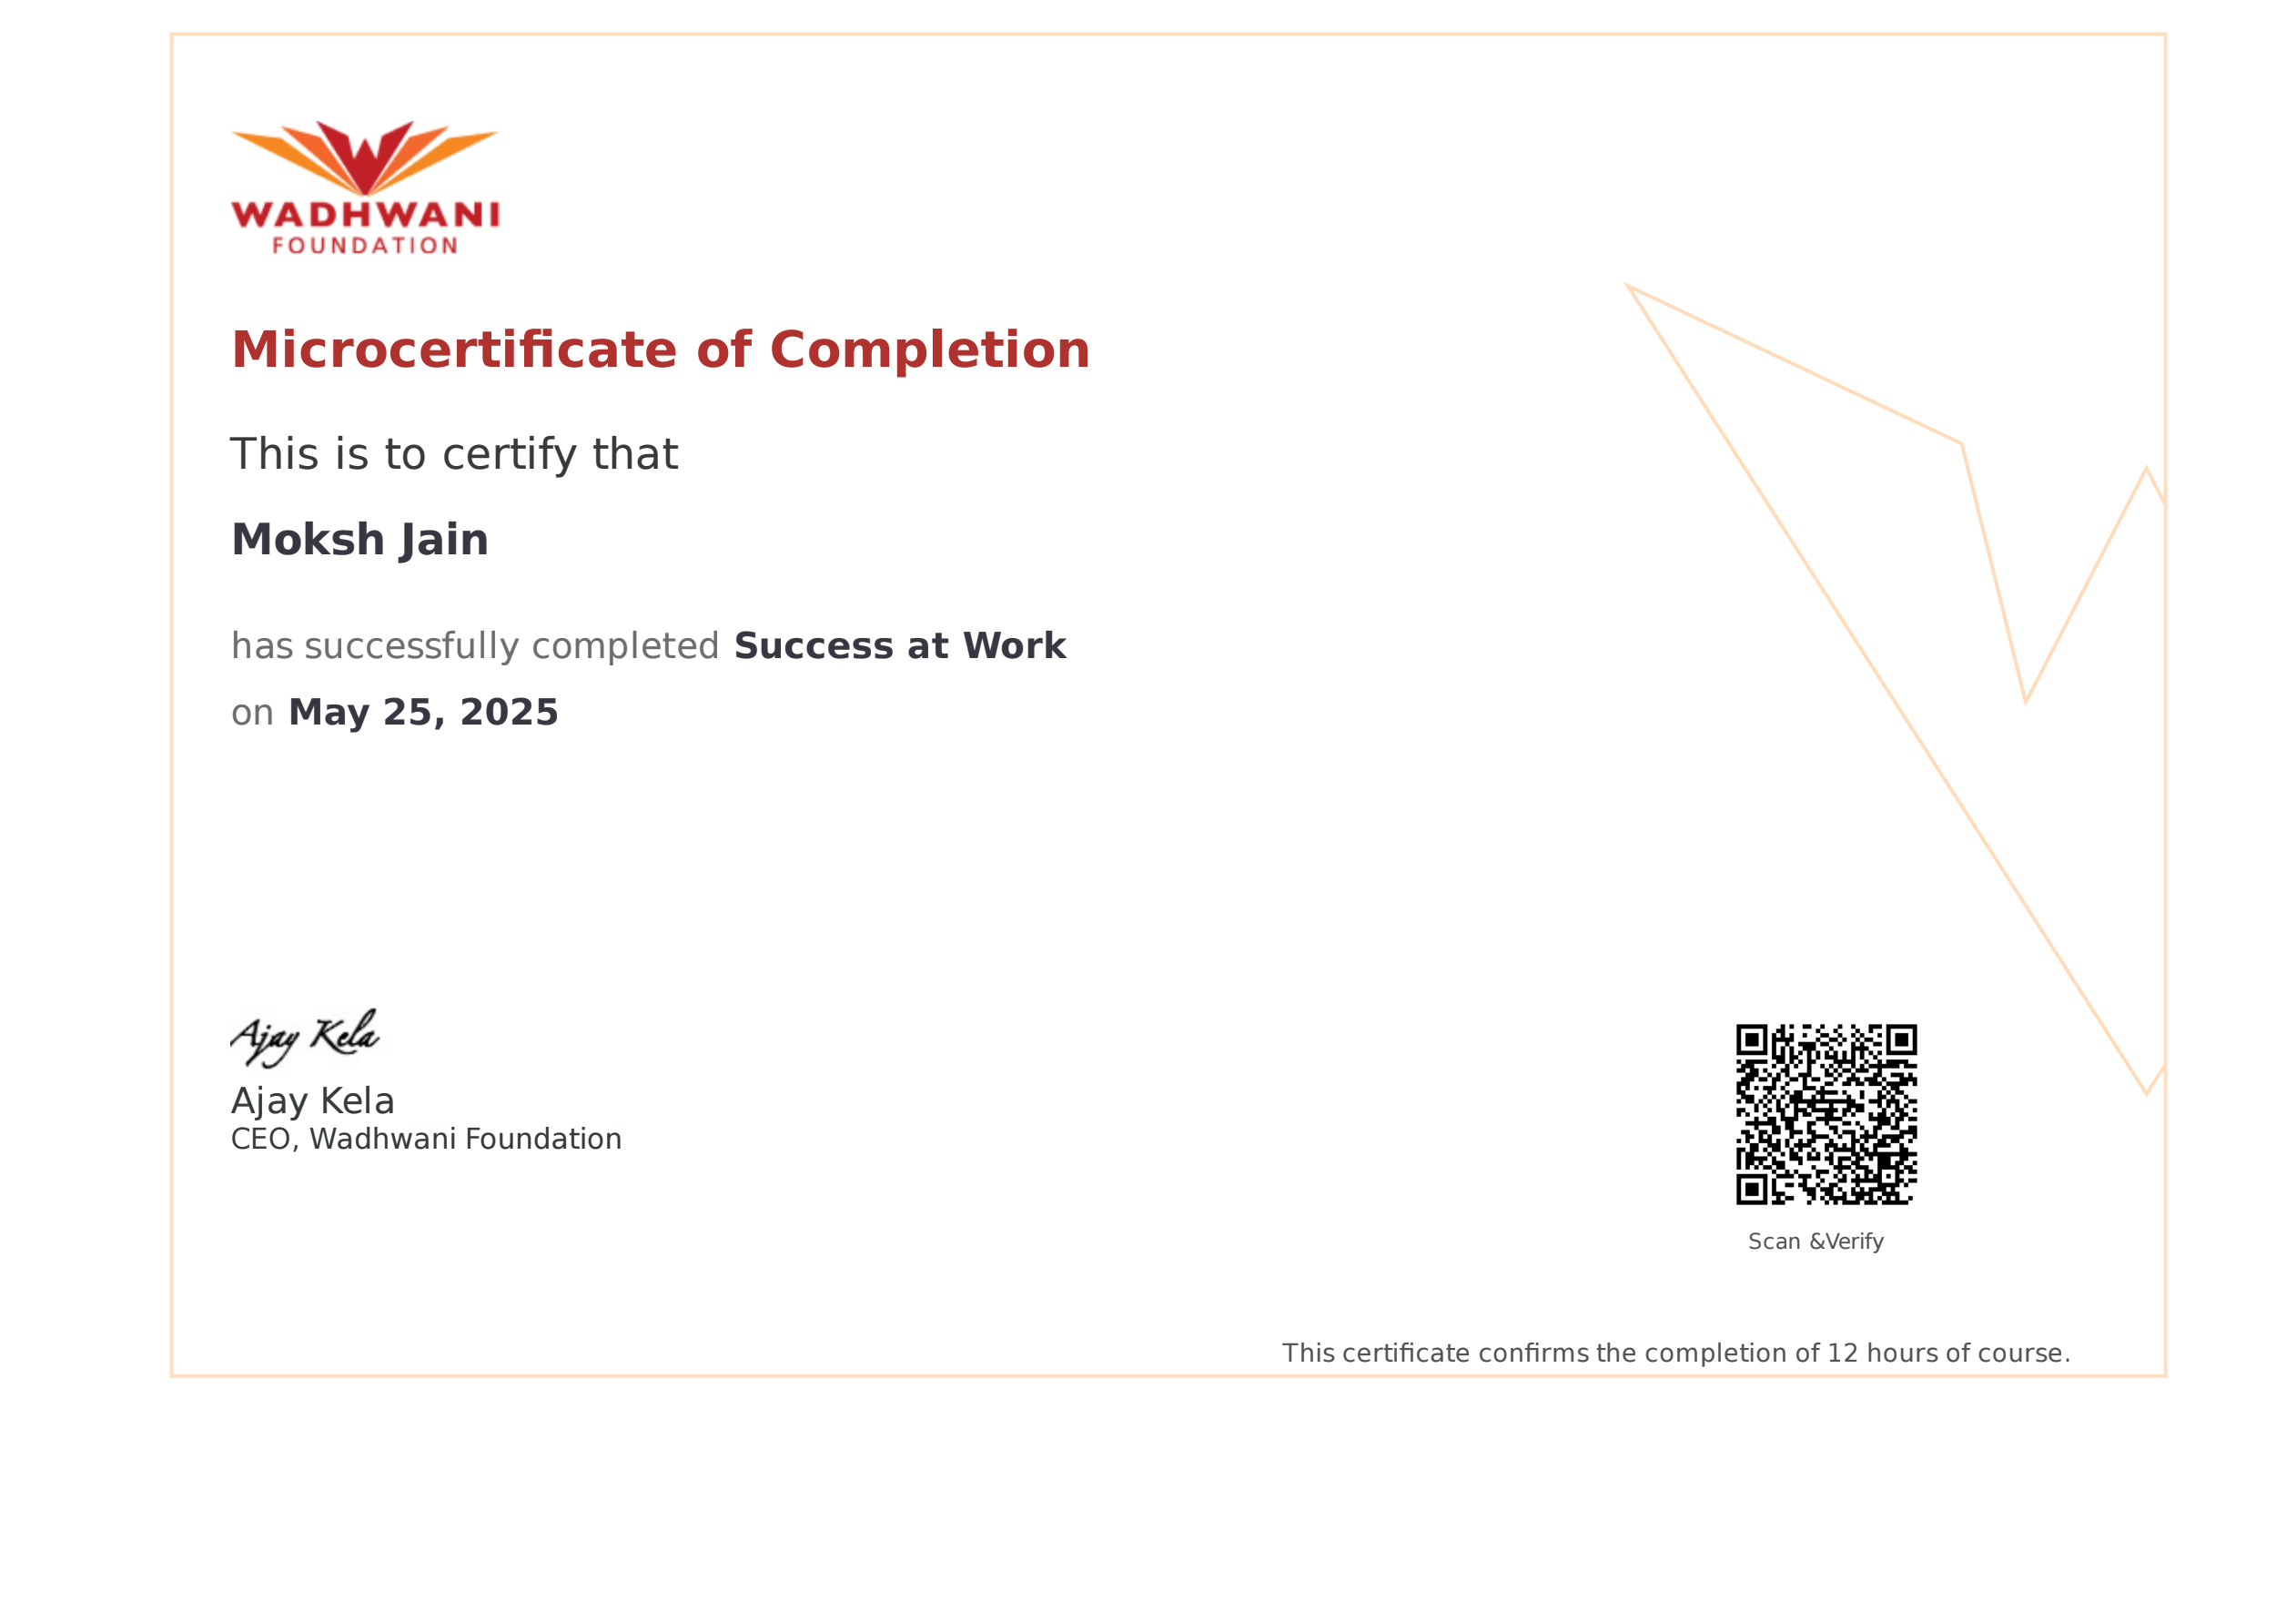 WADHWANI
FOUNDATION
Microcertificate of Completion
This is to certify that
Moksh Jain
has successfully completed Success at Work
on May 25, 2025
Ajay Kela
Ajay Kela
CEO, Wadhwani Foundation
Scan &Verify
This certificate confirms the completion of 12 hours of course.